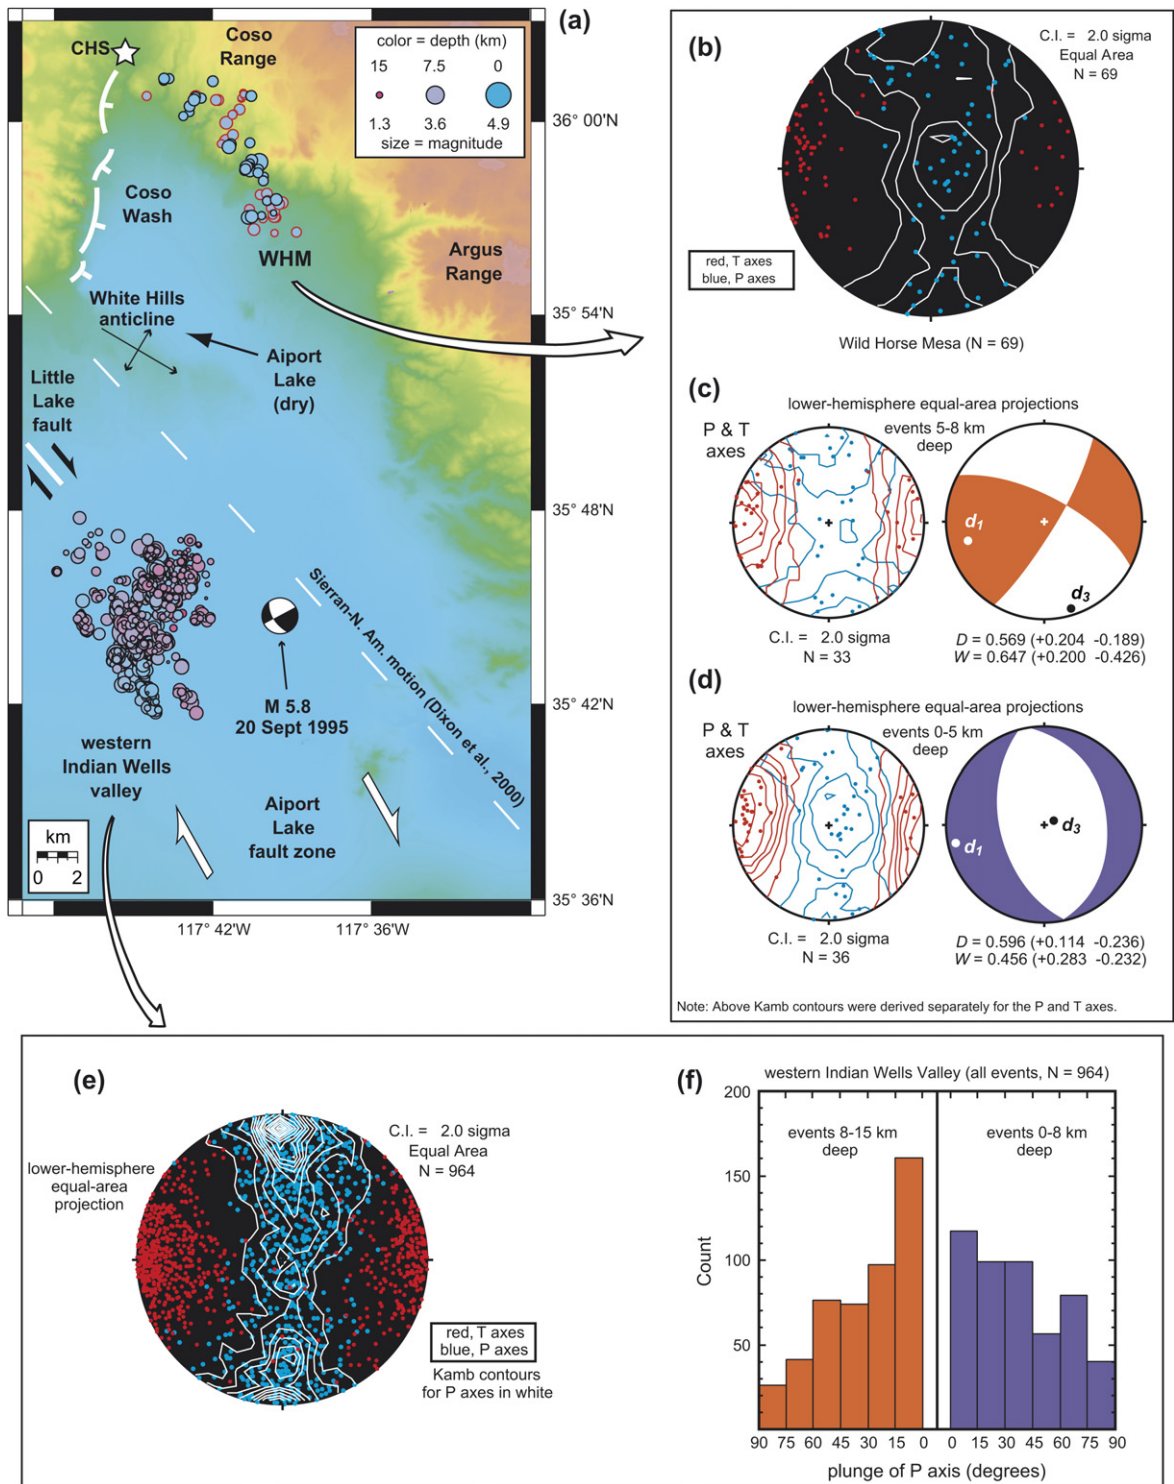 (a)
CHS
Coso
Range
color = depth (km)
15 7.5 0
1.3 3.6 4.9
size = magnitude
36° 00'N
Coso
Wash
WHM
Argus
Range
White Hills
anticline
35° 54'N
Aiport
Lake
(dry)
Little
Lake
fault
35° 48'N
Sierran-N. Am. motion (Dixon et al., 2000)
M 5.8
20 Sept 1995
35° 42'N
western
Indian Wells
valley
Aiport
Lake
fault zone
km
0 2
35° 36'N
117° 42'W 117° 36'W
(b)
C.I. = 2.0 sigma
Equal Area
N = 69
red, T axes
blue, P axes
Wild Horse Mesa (N = 69)
(c)
lower-hemisphere equal-area projections
P & T
axes
events 5-8 km
deep
d1
d3
C.I. = 2.0 sigma
N = 33
D = 0.569 (+0.204 -0.189)
W = 0.647 (+0.200 -0.426)
(d)
lower-hemisphere equal-area projections
P & T
axes
events 0-5 km
deep
d1
d3
C.I. = 2.0 sigma
N = 36
D = 0.596 (+0.114 -0.236)
W = 0.456 (+0.283 -0.232)
Note: Above Kamb contours were derived separately for the P and T axes.
(e)
C.I. = 2.0 sigma
Equal Area
N = 964
lower-hemisphere
equal-area
projection
red, T axes
blue, P axes
Kamb contours
for P axes in white
(f)
western Indian Wells Valley (all events, N = 964)
200
events 8-15 km
deep
events 0-8 km
deep
150
Count
100
50
90 75 60 45 30 15 0 0 15 30 45 60 75 90
plunge of P axis (degrees)